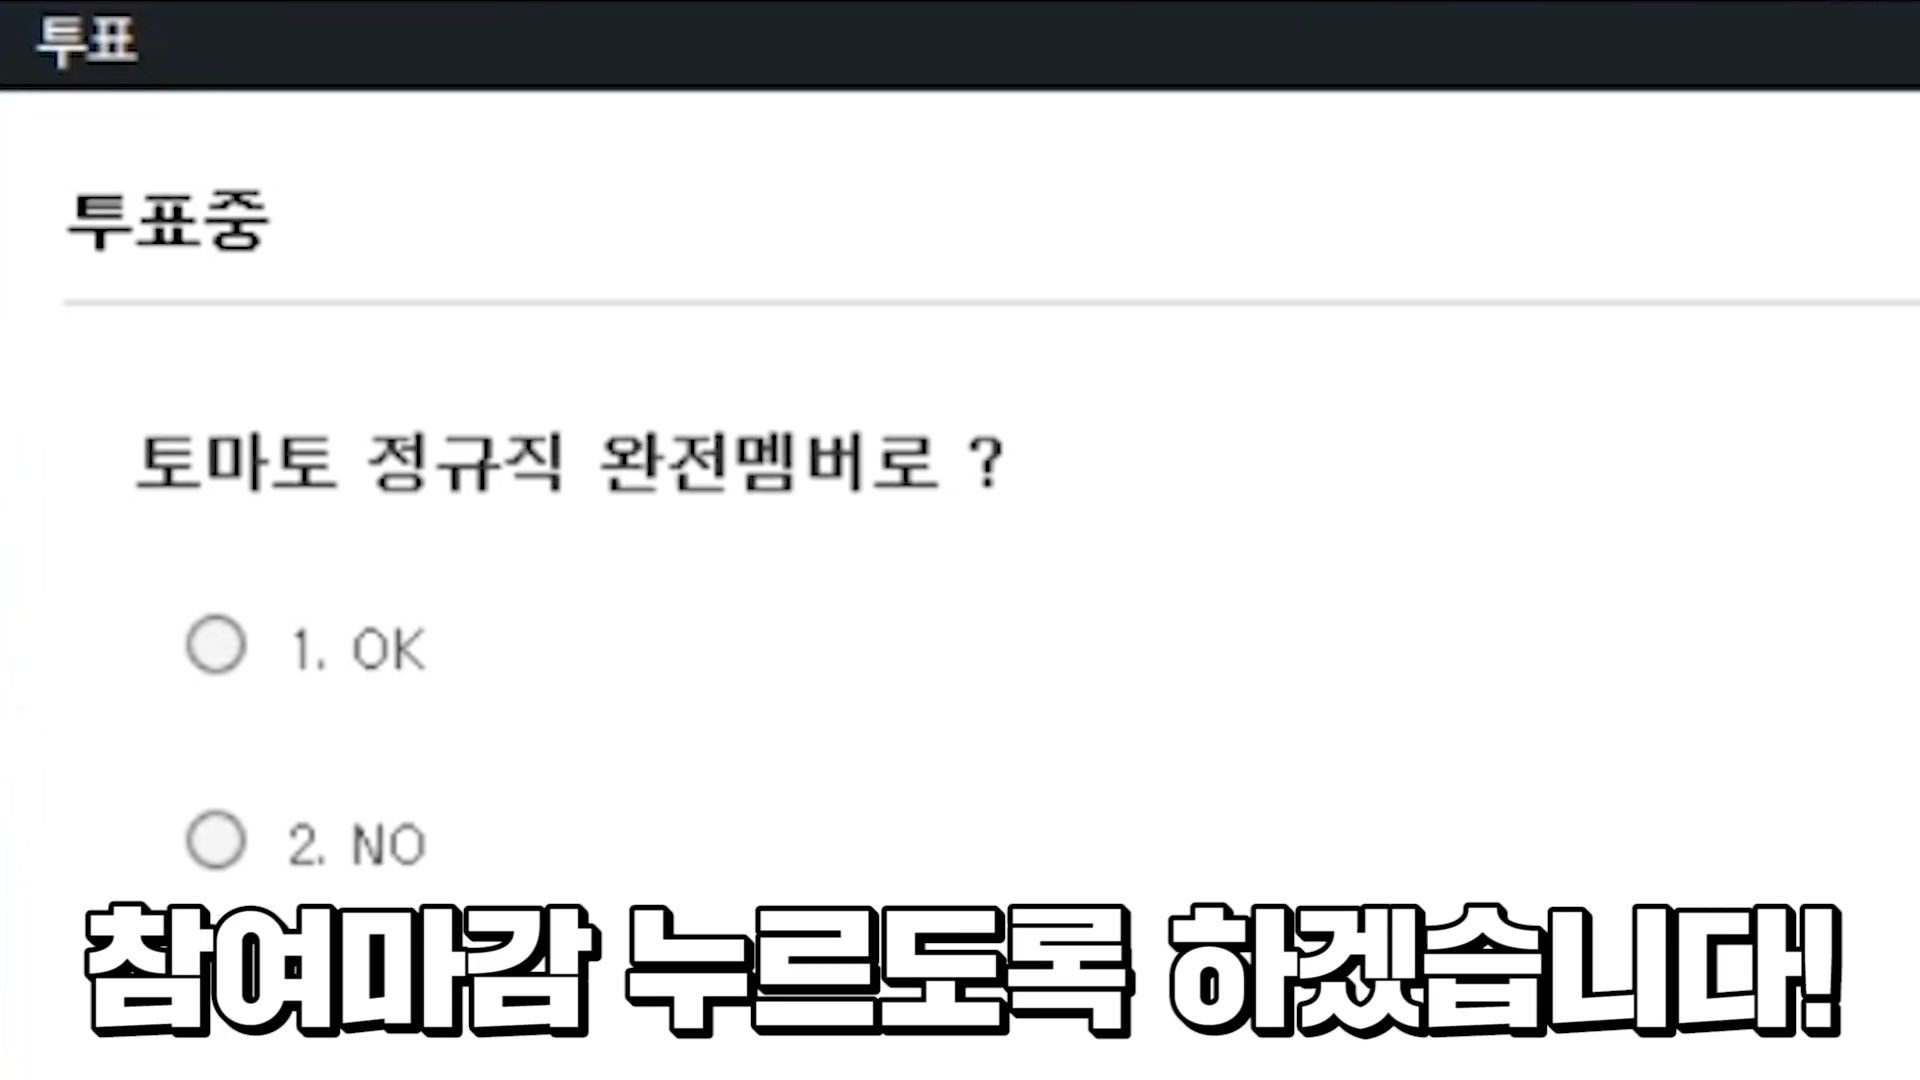 투표
투표중
토마토 정규직 완전멤버로 ?
1. OK
2. NO
참여마감 누르도록 하겠습니다!